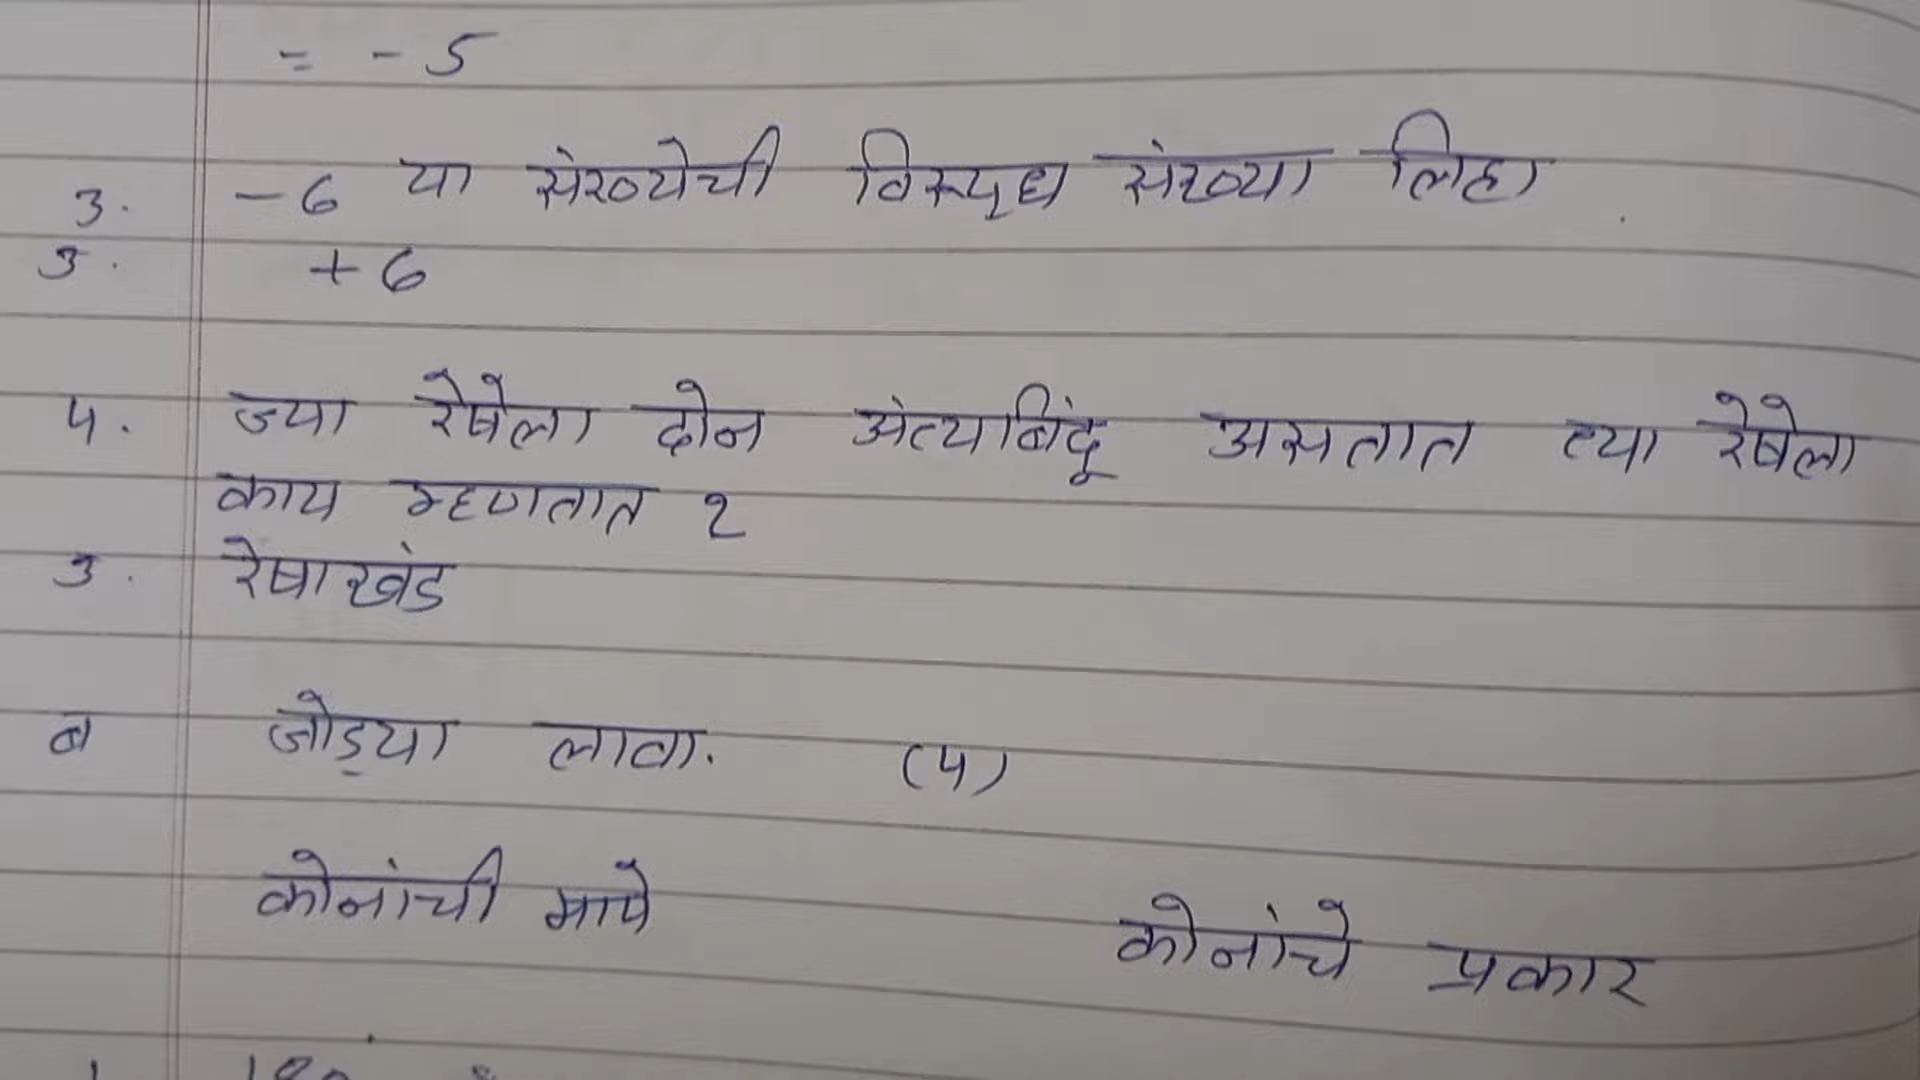 = - 5
3. -6 या संख्येची विरूद्ध संख्या लिहा
उ. +6
4. ज्या रेषेला दोन अंत्यबिंदू असतात त्या रेषेला
काय म्हणतात ?
उ. रेषाखंड
ब जोड्या लावा. (4)
कोनांची मापे कोनांचे प्रकार